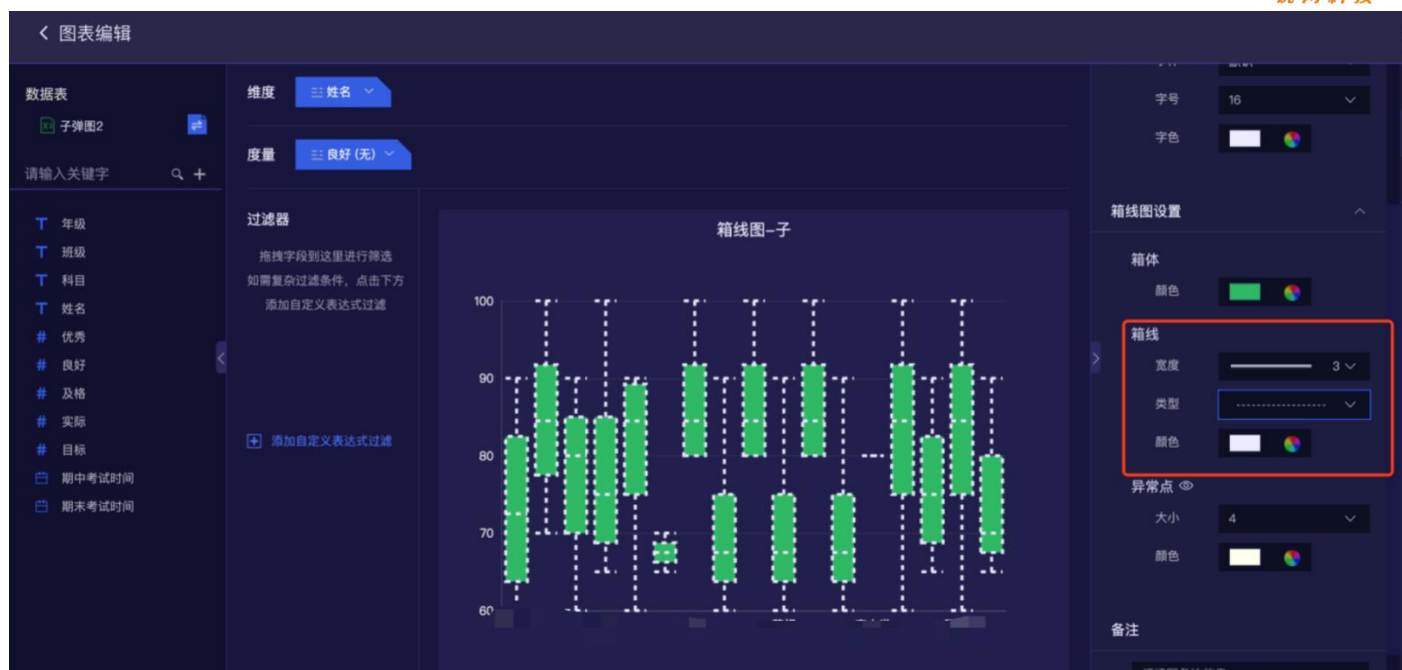 图表编辑
数据表
子弹图2
请输入关键字
年级
班级
科目
姓名
优秀
良好
及格
实际
目标
期中考试时间
期末考试时间
维度
姓名
度量
良好 (无)
过滤器
拖拽字段到这里进行筛选
如需复杂过滤条件，点击下方
添加自定义表达式过滤
添加自定义表达式过滤
箱线图-子
100
90
80
70
60
字号 16
字色
箱线图设置
箱体
颜色
箱线
宽度 3
类型
颜色
异常点
大小 4
颜色
备注